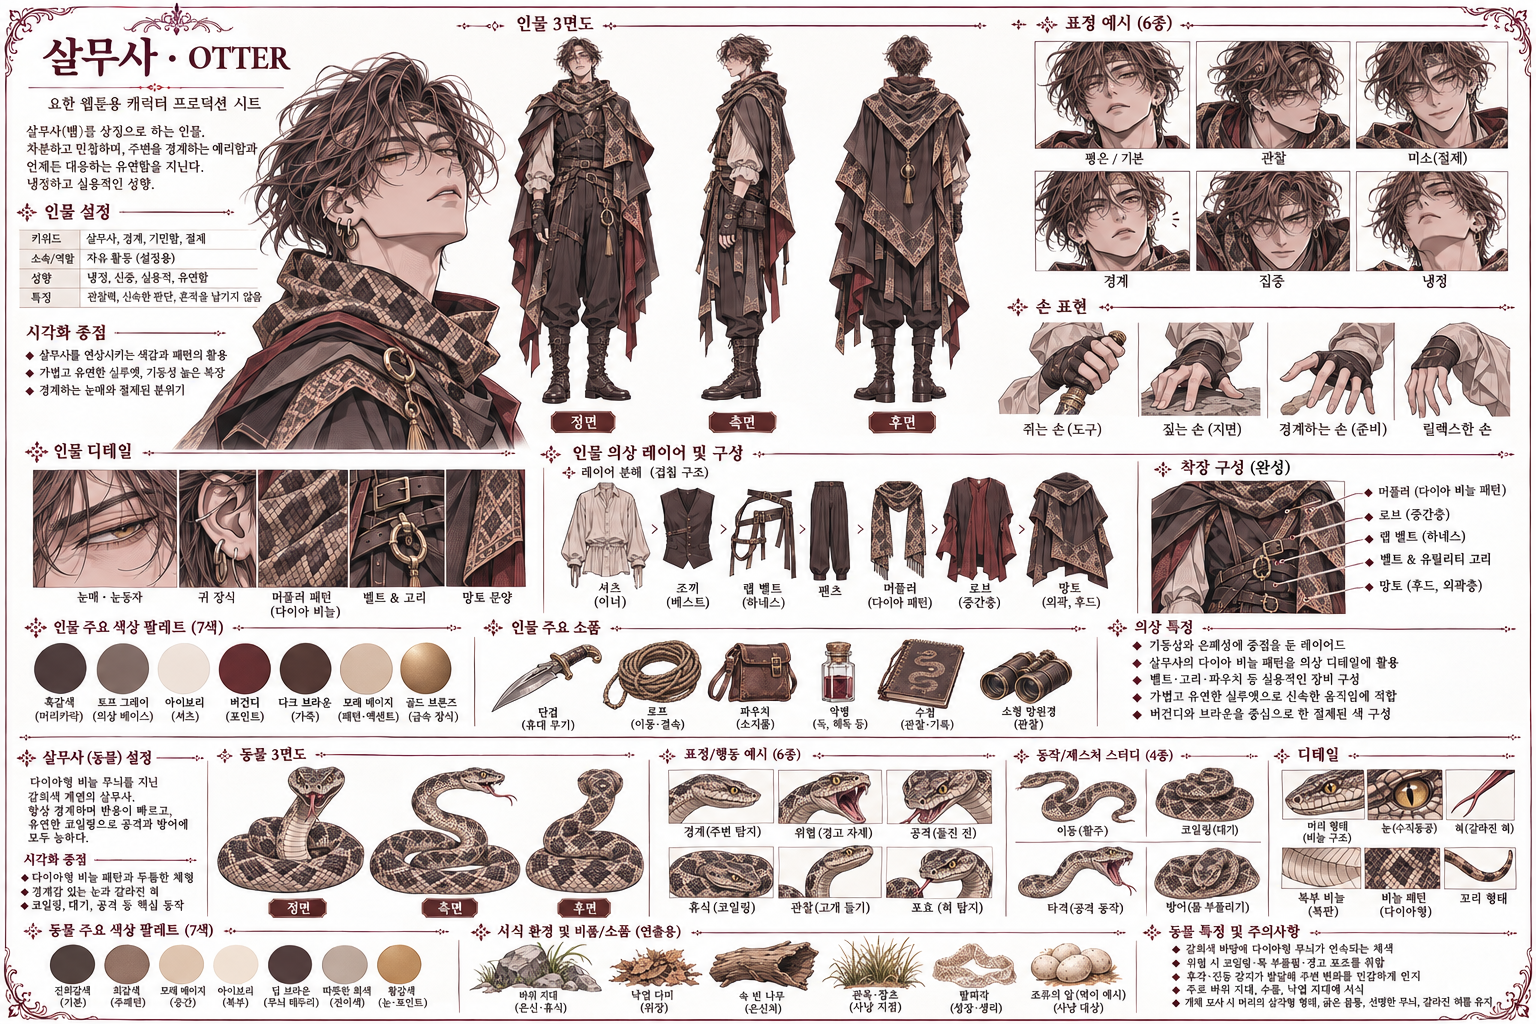 살무사 · OTTER
요한 웹툰용 캐릭터 프로덕션 시트
살무사(뱀)를 상징으로 하는 인물.
차분하고 민첩하며, 주변을 경계하는 예리함과
언제든 대응하는 유연함을 지닌다.
냉정하고 실용적인 성향.
인물 설정
키워드 살무사, 경계, 기민함, 절제
소속/역할 자유 활동 (설정용)
성향 냉정, 신중, 실용적, 유연함
특징 관찰력, 신속한 판단, 흔적을 남기지 않음
시각화 중점
살무사를 연상시키는 색감과 패턴의 활용
가볍고 유연한 실루엣, 기동성 높은 복장
경계하는 눈매와 절제된 분위기
인물 3면도
정면
측면
후면
표정 예시 (6종)
평온 / 기본
관찰
미소(절제)
경계
집중
냉정
손 표현
쥐는 손 (도구)
짚는 손 (지면)
경계하는 손 (준비)
릴랙스한 손
인물 디테일
눈매 · 눈동자
귀 장식
머플러 패턴
(다이아 비늘)
벨트 & 고리
망토 문양
인물 의상 레이어 및 구성
레이어 분해 (겹침 구조)
셔츠
(이너)
조끼
(베스트)
랩 벨트
(하네스)
팬츠
머플러
(다이아 패턴)
로브
(중간층)
망토
(외곽, 후드)
착장 구성 (완성)
머플러 (다이아 비늘 패턴)
로브 (중간층)
랩 벨트 (하네스)
벨트 & 유틸리티 고리
망토 (후드, 외곽층)
인물 주요 색상 팔레트 (7색)
흑갈색
(머리카락)
토프 그레이
(의상 베이스)
아이보리
(셔츠)
버건디
(포인트)
다크 브라운
(가죽)
모래 베이지
(패턴·액센트)
골드 브론즈
(금속 장식)
인물 주요 소품
단검
(휴대 무기)
로프
(이동·결속)
파우치
(소지품)
약병
(독, 해독 등)
수첩
(관찰·기록)
소형 망원경
(관찰)
의상 특징
기동성과 은폐성에 중점을 둔 레이어드
살무사의 다이아 비늘 패턴을 의상 디테일에 활용
벨트·고리·파우치 등 실용적인 장비 구성
가볍고 유연한 실루엣으로 신속한 움직임에 적합
버건디와 브라운을 중심으로 한 절제된 색 구성
살무사 (동물) 설정
다이아형 비늘 무늬를 지닌
갈회색 계열의 살무사.
항상 경계하며 반응이 빠르고,
유연한 코일링으로 공격과 방어에
모두 능하다.
시각화 중점
다이아형 비늘 패턴과 두툼한 체형
경계감 있는 눈과 갈라진 혀
코일링, 대기, 공격 등 핵심 동작
동물 3면도
정면
측면
후면
표정/행동 예시 (6종)
경계(주변 탐지)
위협(경고 자세)
공격(물진 전)
휴식(코일링)
관찰(고개 들기)
포효(혀 탐지)
동작/제스처 스터디 (4종)
이동(활주)
코일링(대기)
타격(공격 동작)
방어(몸 부풀리기)
디테일
머리 형태
(비늘 구조)
눈(수직동공)
혀(갈라진 혀)
복부 비늘
(복판)
비늘 패턴
(다이아형)
꼬리 형태
동물 주요 색상 팔레트 (7색)
진회갈색
(기본)
회갈색
(주패턴)
모래 베이지
(중간)
아이보리
(복부)
딥 브라운
(무늬 테두리)
따뜻한 회색
(전이색)
황갈색
(눈·포인트)
서식 환경 및 비품/소품 (연출용)
바위 지대
(은신·휴식)
낙엽 더미
(위장)
속 빈 나무
(은신처)
관목·잡초
(사냥 지점)
탈피각
(성장·생리)
조류의 알(먹이 예시)
(사냥 대상)
동물 특징 및 주의사항
갈회색 바탕에 다이아형 무늬가 연속되는 채색
위협 시 코일링·목 부풀림·경고 포즈를 취함
후각·진동 감지가 발달해 주변 변화를 민감하게 인지
주로 바위 지대, 수풀, 낙엽 지대에 서식
개체 묘사 시 머리의 삼각형 형태, 굵은 몸통, 선명한 무늬, 갈라진 혀를 유지